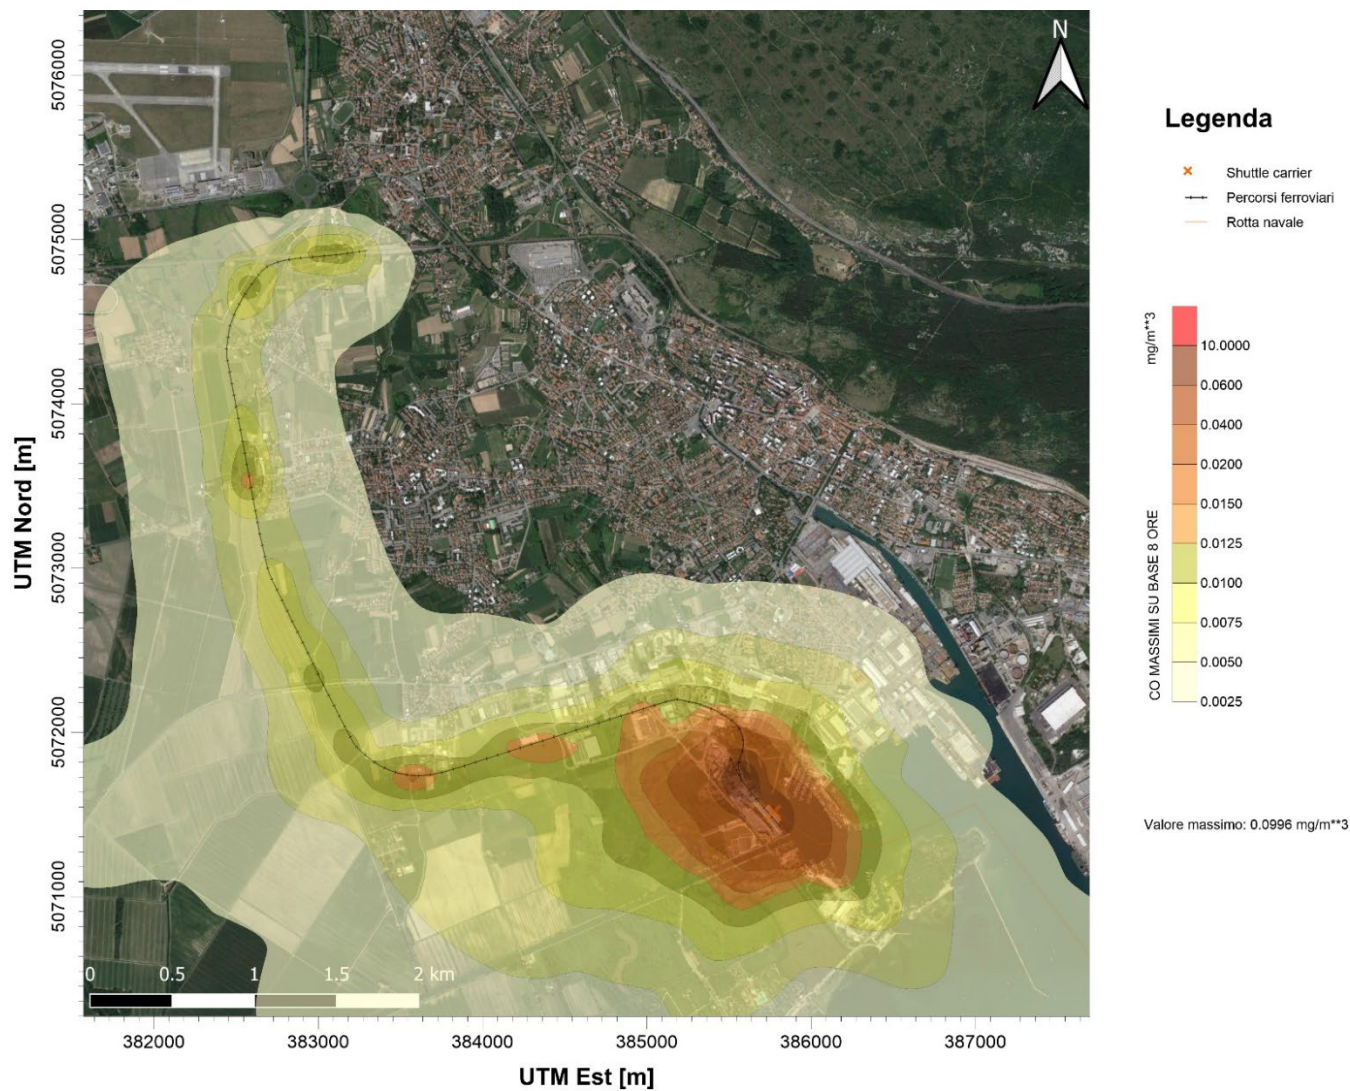 N
Legenda
Shuttle carrier
Percorsi ferroviari
Rotta navale
mg/m**3
10.0000
0.0600
0.0400
0.0200
0.0150
0.0125
0.0100
0.0075
0.0050
0.0025
CO MASSIMI SU BASE 8 ORE
Valore massimo: 0.0996 mg/m**3
UTM Nord [m]
5076000
5075000
5074000
5073000
5072000
5071000
0 0.5 1 1.5 2 km
382000 383000 384000 385000 386000 387000
UTM Est [m]